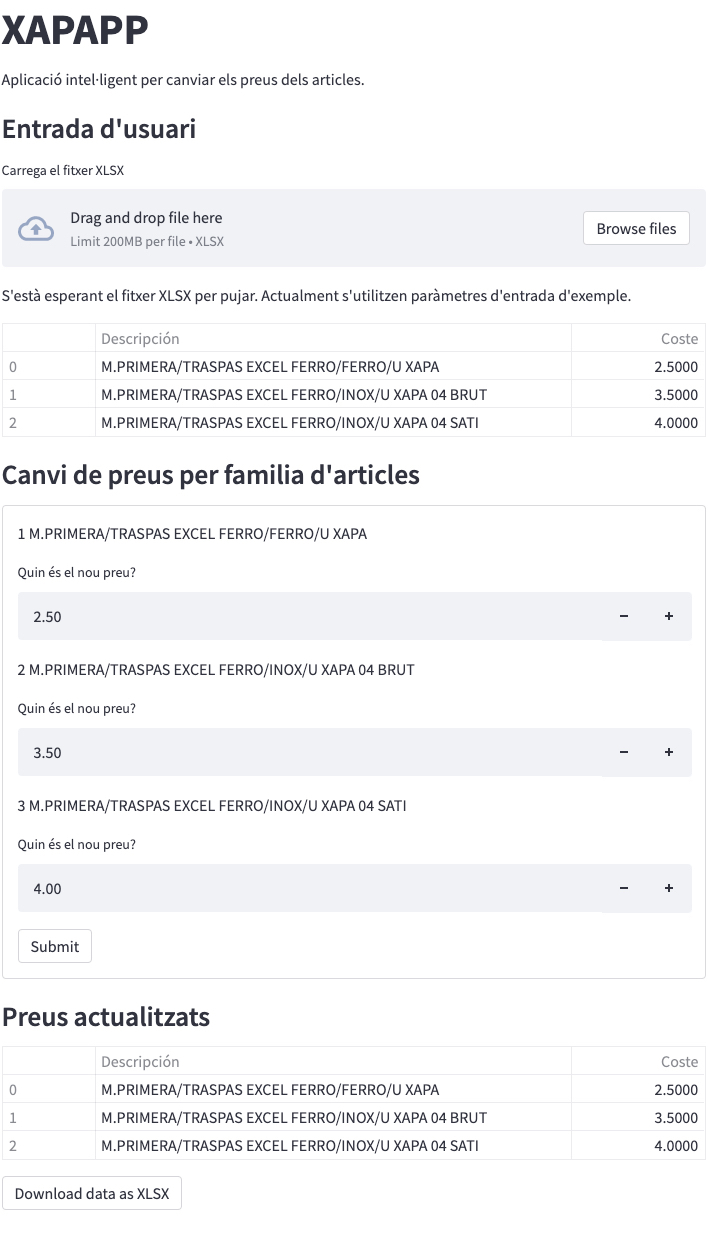 XAPAPP
Aplicació intel·ligent per canviar els preus dels articles.
Entrada d'usuari
Carrega el fitxer XLSX
Drag and drop file here
Limit 200MB per file • XLSX
Browse files
S'està esperant el fitxer XLSX per pujar. Actualment s'utilitzen paràmetres d'entrada d'exemple.
Descripción Coste
0 M.PRIMERA/TRASPAS EXCEL FERRO/FERRO/U XAPA 2.5000
1 M.PRIMERA/TRASPAS EXCEL FERRO/INOX/U XAPA 04 BRUT 3.5000
2 M.PRIMERA/TRASPAS EXCEL FERRO/INOX/U XAPA 04 SATI 4.0000
Canvi de preus per familia d'articles
1 M.PRIMERA/TRASPAS EXCEL FERRO/FERRO/U XAPA
Quin és el nou preu?
2.50 − +
2 M.PRIMERA/TRASPAS EXCEL FERRO/INOX/U XAPA 04 BRUT
Quin és el nou preu?
3.50 − +
3 M.PRIMERA/TRASPAS EXCEL FERRO/INOX/U XAPA 04 SATI
Quin és el nou preu?
4.00 − +
Submit
Preus actualitzats
Descripción Coste
0 M.PRIMERA/TRASPAS EXCEL FERRO/FERRO/U XAPA 2.5000
1 M.PRIMERA/TRASPAS EXCEL FERRO/INOX/U XAPA 04 BRUT 3.5000
2 M.PRIMERA/TRASPAS EXCEL FERRO/INOX/U XAPA 04 SATI 4.0000
Download data as XLSX